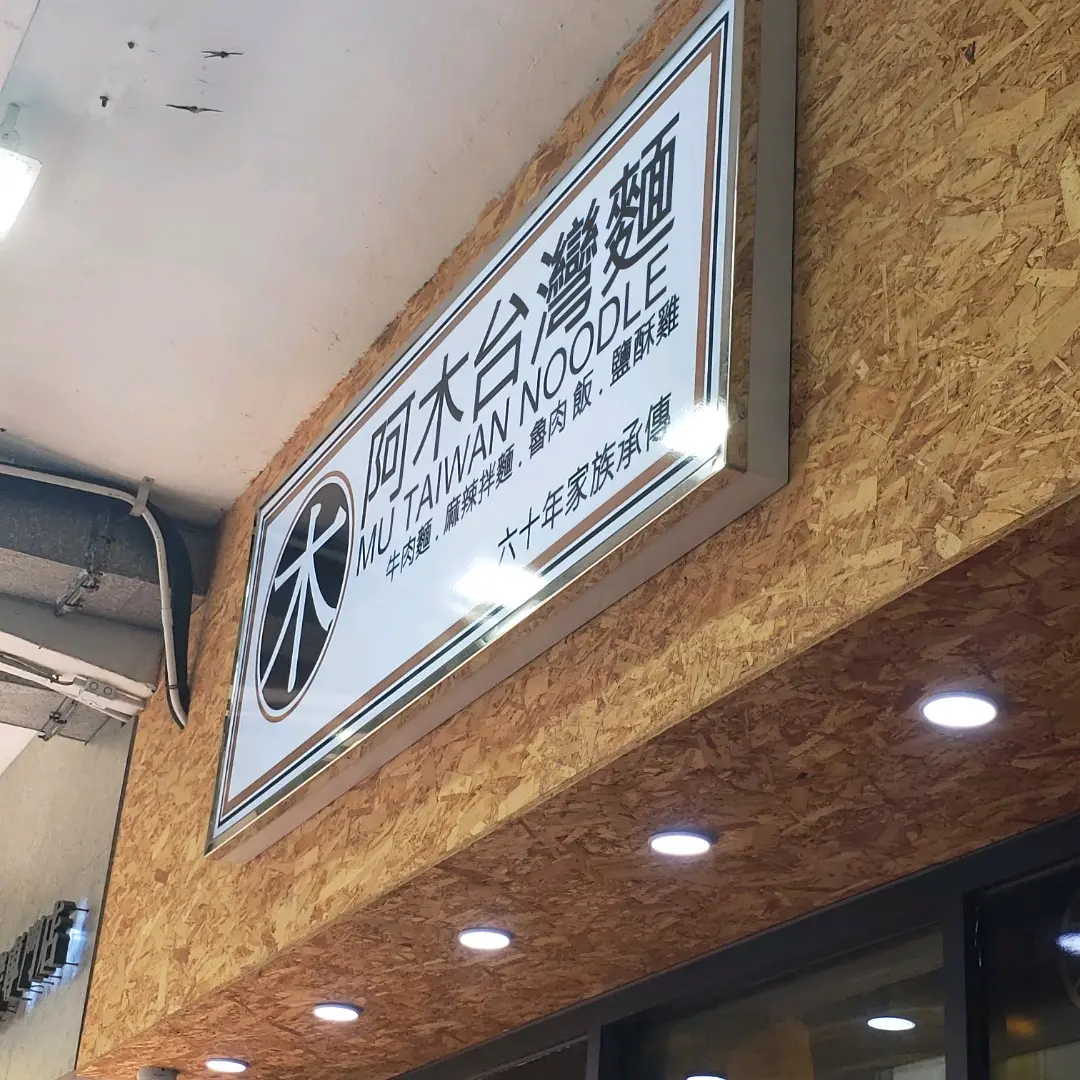 木
阿木台灣麵
MU TAIWAN NOODLE
牛肉麵.麻辣拌麵.魯肉飯.鹽酥雞
六十年家族承傳